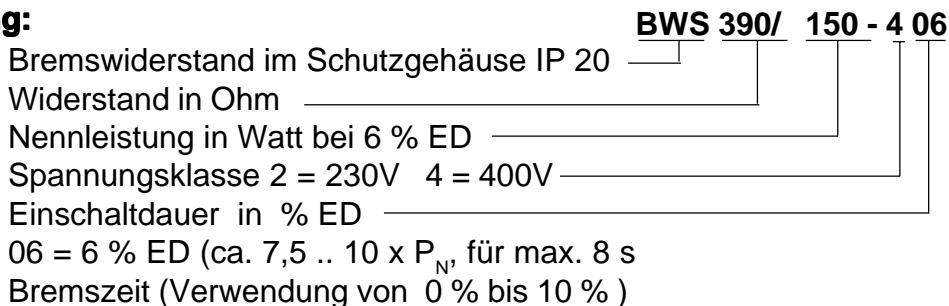 g:
BWS 390/ 150 - 4 06
Bremswiderstand im Schutzgehäuse IP 20
Widerstand in Ohm
Nennleistung in Watt bei 6 % ED
Spannungsklasse 2 = 230V 4 = 400V
Einschaltdauer in % ED
06 = 6 % ED (ca. 7,5 .. 10 x PN, für max. 8 s
Bremszeit (Verwendung von 0 % bis 10 % )